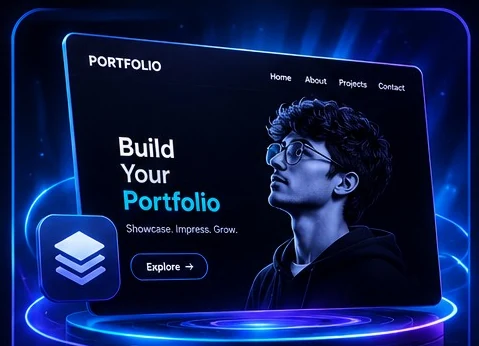 PORTFOLIO
Home About Projects Contact
Build
Your
Portfolio
Showcase. Impress. Grow.
Explore →